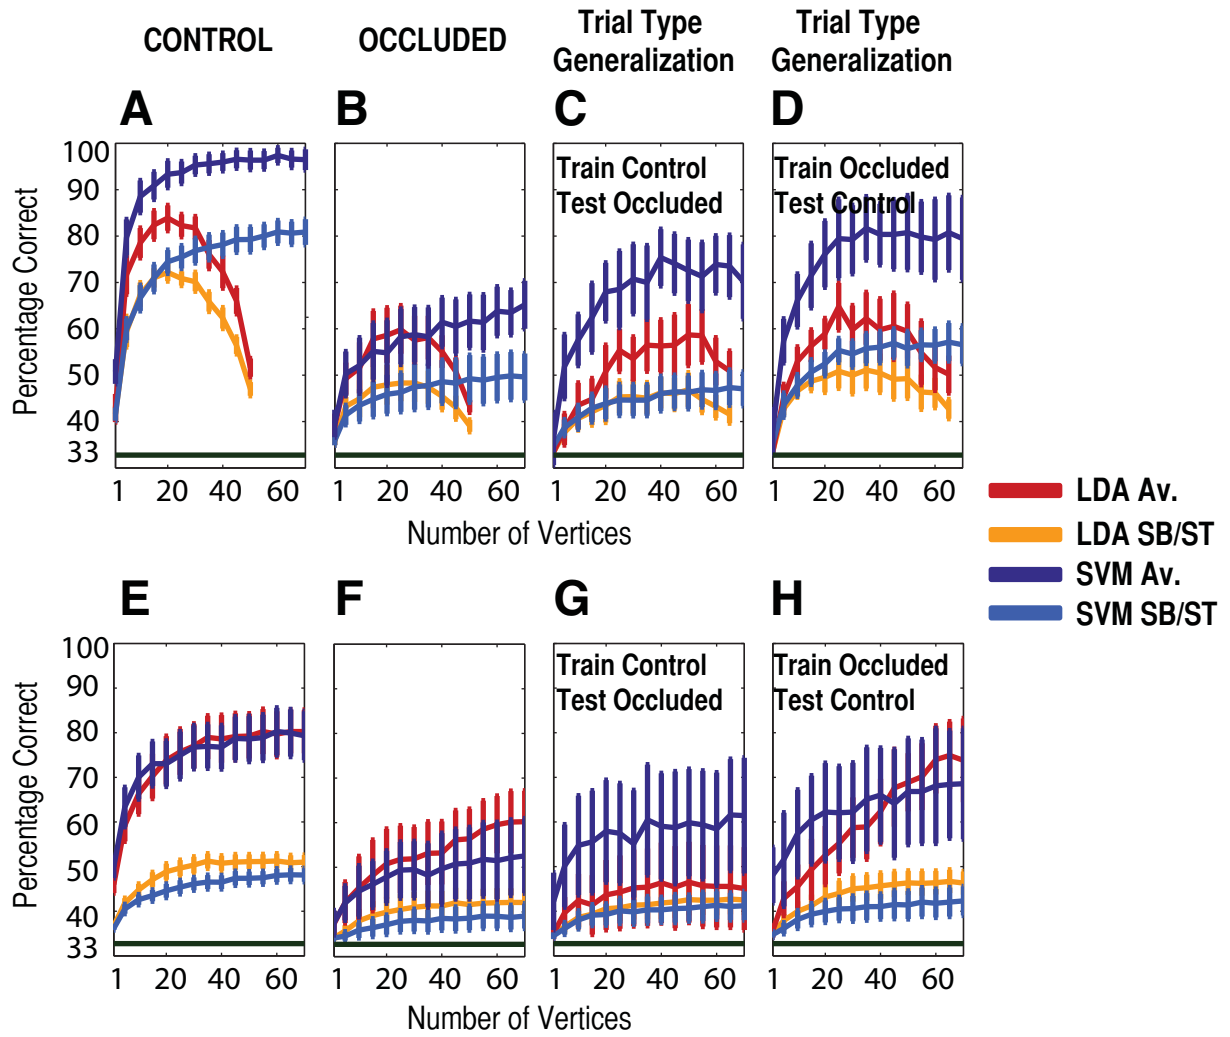 CONTROL
OCCLUDED
Trial Type
Generalization
Trial Type
Generalization
A
B
C
D
Percentage Correct
100
90
80
70
60
50
40
33
Train Control
Test Occluded
Train Occluded
Test Control
1 20 40 60
1 20 40 60
1 20 40 60
1 20 40 60
Number of Vertices
LDA Av.
LDA SB/ST
SVM Av.
SVM SB/ST
E
F
G
H
Percentage Correct
100
90
80
70
60
50
40
33
Train Control
Test Occluded
Train Occluded
Test Control
1 20 40 60
1 20 40 60
1 20 40 60
1 20 40 60
Number of Vertices